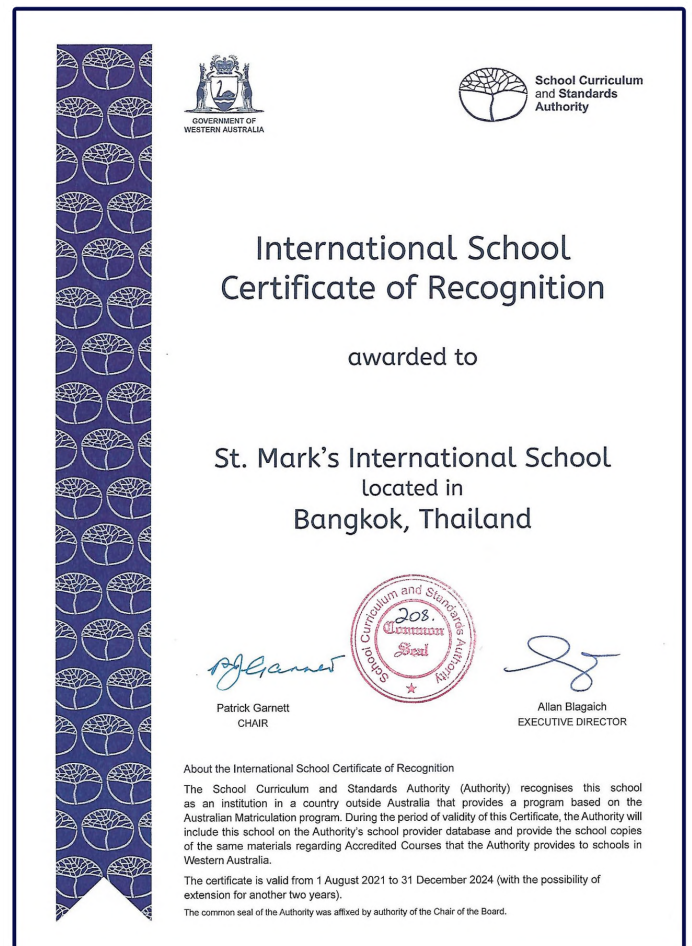 GOVERNMENT OF
WESTERN AUSTRALIA
School Curriculum
and Standards
Authority
International School
Certificate of Recognition
awarded to
St. Mark's International School
located in
Bangkok, Thailand
School Curriculum and Standards Authority
208.
Common
Seal
PJGarnett
Patrick Garnett
CHAIR
Allan Blagaich
EXECUTIVE DIRECTOR
About the International School Certificate of Recognition
The School Curriculum and Standards Authority (Authority) recognises this school
as an institution in a country outside Australia that provides a program based on the
Australian Matriculation program. During the period of validity of this Certificate, the Authority will
include this school on the Authority's school provider database and provide the school copies
of the same materials regarding Accredited Courses that the Authority provides to schools in
Western Australia.
The certificate is valid from 1 August 2021 to 31 December 2024 (with the possibility of
extension for another two years).
The common seal of the Authority was affixed by authority of the Chair of the Board.